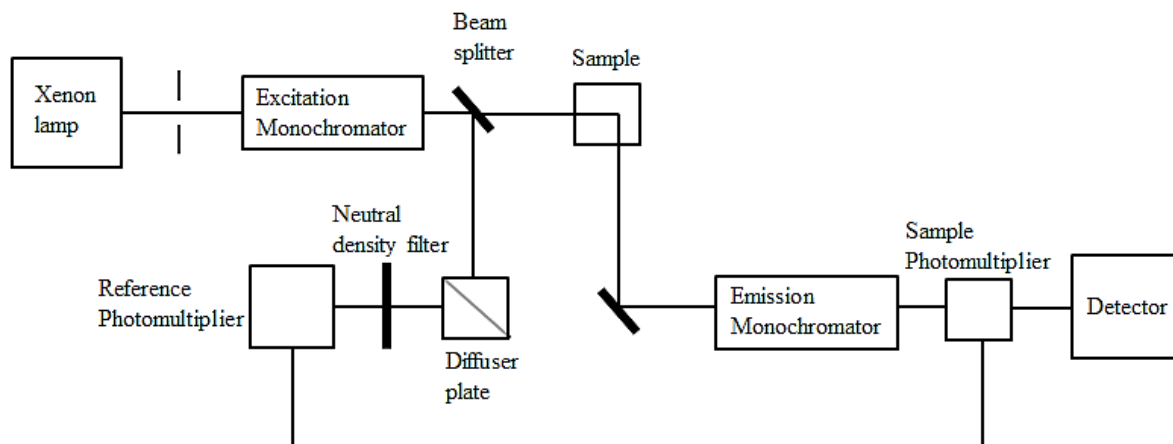 Xenon
lamp
Excitation
Monochromator
Beam
splitter
Sample
Neutral
density filter
Reference
Photomultiplier
Diffuser
plate
Emission
Monochromator
Sample
Photomultiplier
Detector